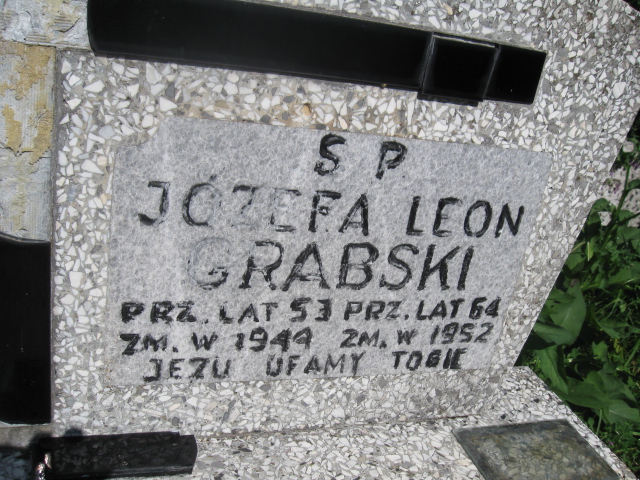 S P
JÓZEFA LEON
GRABSKI
PRZ. LAT 53 PRZ. LAT 64
ZM. W 1944 ZM. W 1952
JEZU UFAMY TOBIE